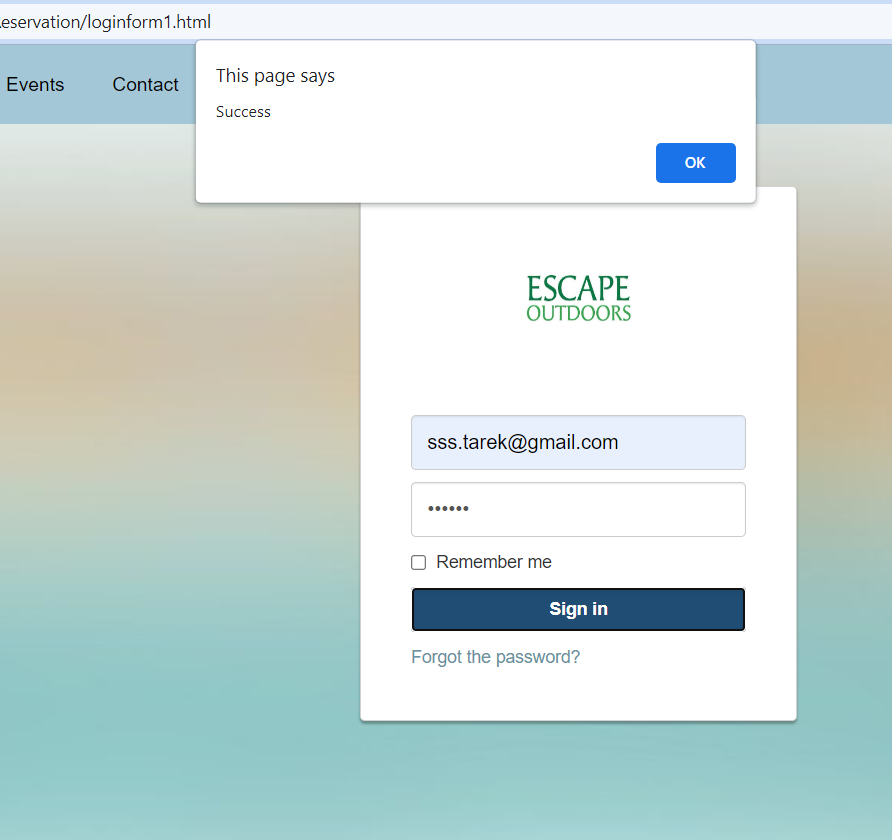 eservation/loginform1.html
Events Contact
This page says
Success
OK
ESCAPE
OUTDOORS
sss.tarek@gmail.com
••••••
Remember me
Sign in
Forgot the password?